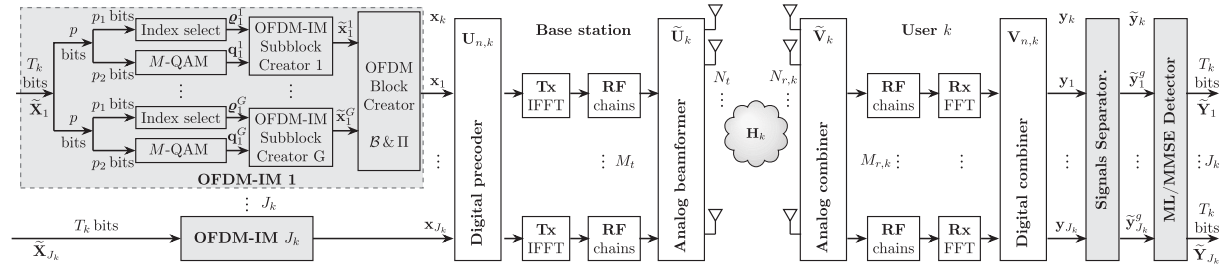 T_k bits
X̃_1
p bits
p_1 bits
Index select
ϱ_1^1
p_2 bits
M-QAM
q_1^1
OFDM-IM Subblock Creator 1
x̃_1^1
⋮
p bits
p_1 bits
Index select
ϱ_1^G
p_2 bits
M-QAM
q_1^G
OFDM-IM Subblock Creator G
x̃_1^G
OFDM Block Creator
ℬ & Π
OFDM-IM 1
⋮ J_k
T_k bits
X̃_{J_k}
OFDM-IM J_k
x_k
x_1
⋮
x_{J_k}
U_{n,k}
Digital precoder
Base station
Tx IFFT
RF chains
⋮ M_t
Tx IFFT
RF chains
Ũ_k
Analog beamformer
N_t
⋮
H_k
N_{r,k}
⋮
Ṽ_k
Analog combiner
User k
RF chains
Rx FFT
M_{r,k} ⋮
RF chains
Rx FFT
V_{n,k}
Digital combiner
y_k
y_1
⋮
y_{J_k}
Signals Separator.
ỹ_k
ỹ_1^g
⋮
ỹ_{J_k}^g
ML/MMSE Detector
T_k bits
Ỹ_1
⋮ J_k
T_k bits
Ỹ_{J_k}